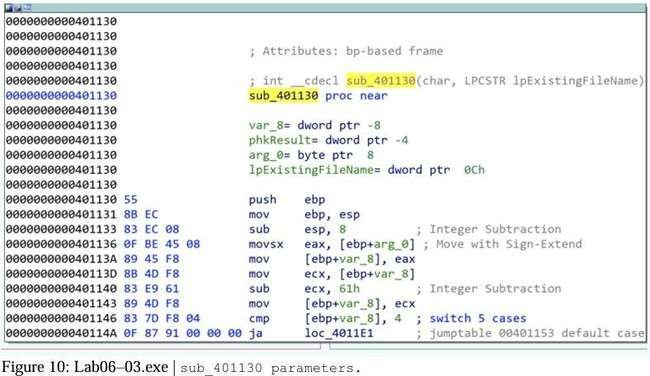 0000000000401130
0000000000401130
0000000000401130 ; Attributes: bp-based frame
0000000000401130
0000000000401130 ; int __cdecl sub_401130(char, LPCSTR lpExistingFileName)
0000000000401130 sub_401130 proc near
0000000000401130
0000000000401130 var_8= dword ptr -8
0000000000401130 phkResult= dword ptr -4
0000000000401130 arg_0= byte ptr  8
0000000000401130 lpExistingFileName= dword ptr  0Ch
0000000000401130
0000000000401130 55 push ebp
0000000000401131 8B EC mov ebp, esp
0000000000401133 83 EC 08 sub esp, 8 ; Integer Subtraction
0000000000401136 0F BE 45 08 movsx eax, [ebp+arg_0] ; Move with Sign-Extend
000000000040113A 89 45 F8 mov [ebp+var_8], eax
000000000040113D 8B 4D F8 mov ecx, [ebp+var_8]
0000000000401140 83 E9 61 sub ecx, 61h ; Integer Subtraction
0000000000401143 89 4D F8 mov [ebp+var_8], ecx
0000000000401146 83 7D F8 04 cmp [ebp+var_8], 4 ; switch 5 cases
000000000040114A 0F 87 91 00 00 00 ja loc_4011E1 ; jumptable 00401153 default case
Figure 10: Lab06–03.exe | sub_401130 parameters.